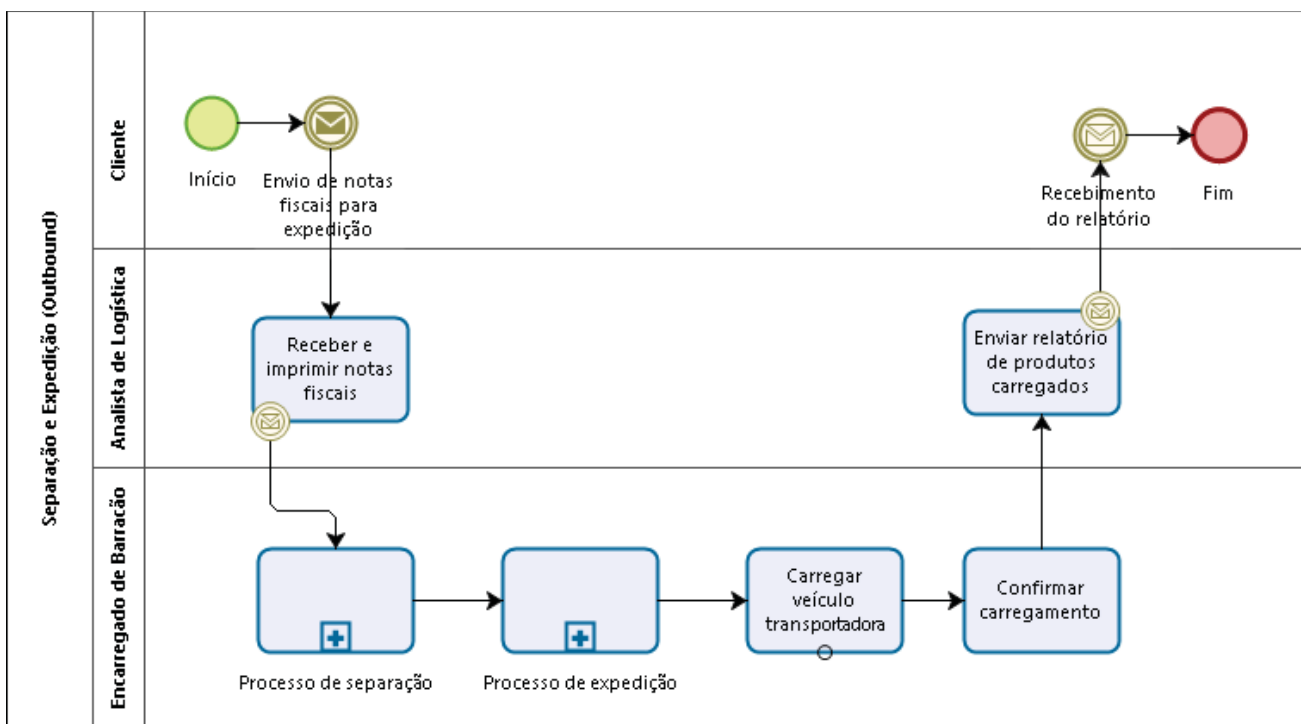 Separação e Expedição (Outbound)
Cliente
Início
Envio de notas
fiscais para
expedição
Recebimento
do relatório
Fim
Analista de Logística
Receber e
imprimir notas
fiscais
Enviar relatório
de produtos
carregados
Encarregado de Barracão
Processo de separação
Processo de expedição
Carregar
veículo
transportadora
Confirmar
carregamento